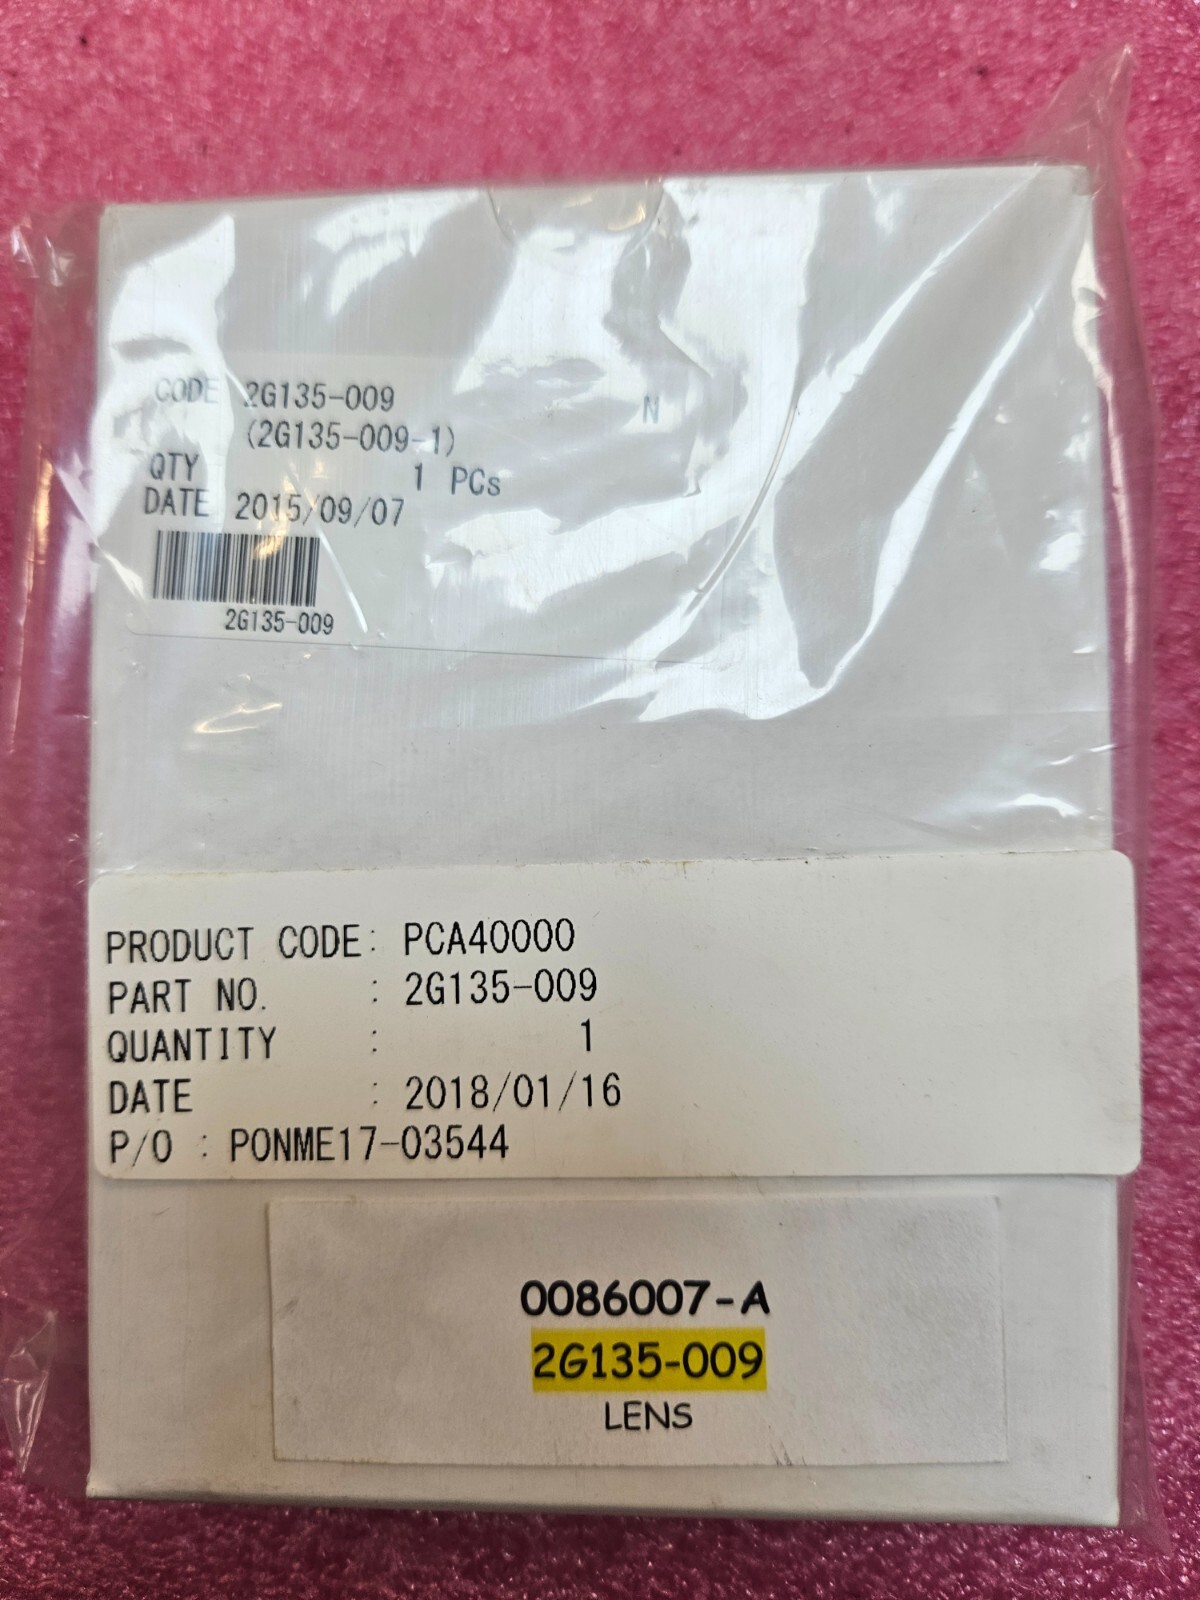 CODE 2G135-009 N
(2G135-009-1)
QTY 1 PCs
DATE 2015/09/07
2G135-009
PRODUCT CODE: PCA40000
PART NO. : 2G135-009
QUANTITY : 1
DATE : 2018/01/16
P/O : PONME17-03544
0086007-A
2G135-009
LENS